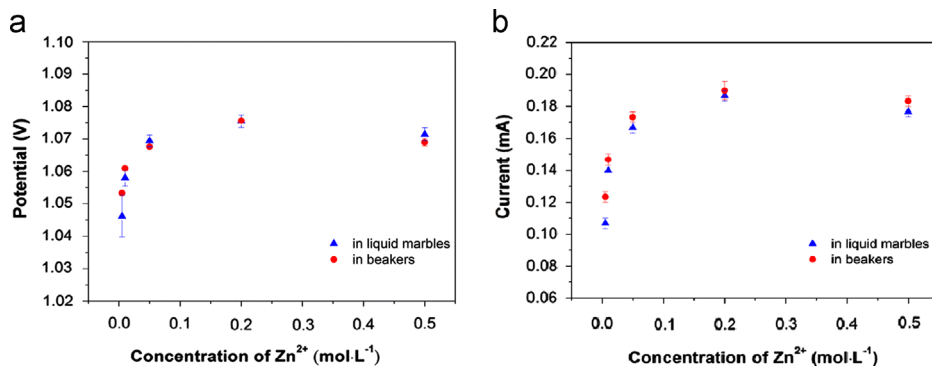 a
1.10
1.09
1.08
1.07
1.06
1.05
1.04
1.03
1.02
Potential (V)
in liquid marbles
in beakers
0.0 0.1 0.2 0.3 0.4 0.5
Concentration of Zn²⁺ (mol·L⁻¹)
b
0.22
0.20
0.18
0.16
0.14
0.12
0.10
0.08
0.06
Current (mA)
in liquid marbles
in beakers
0.0 0.1 0.2 0.3 0.4 0.5
Concentration of Zn²⁺ (mol·L⁻¹)